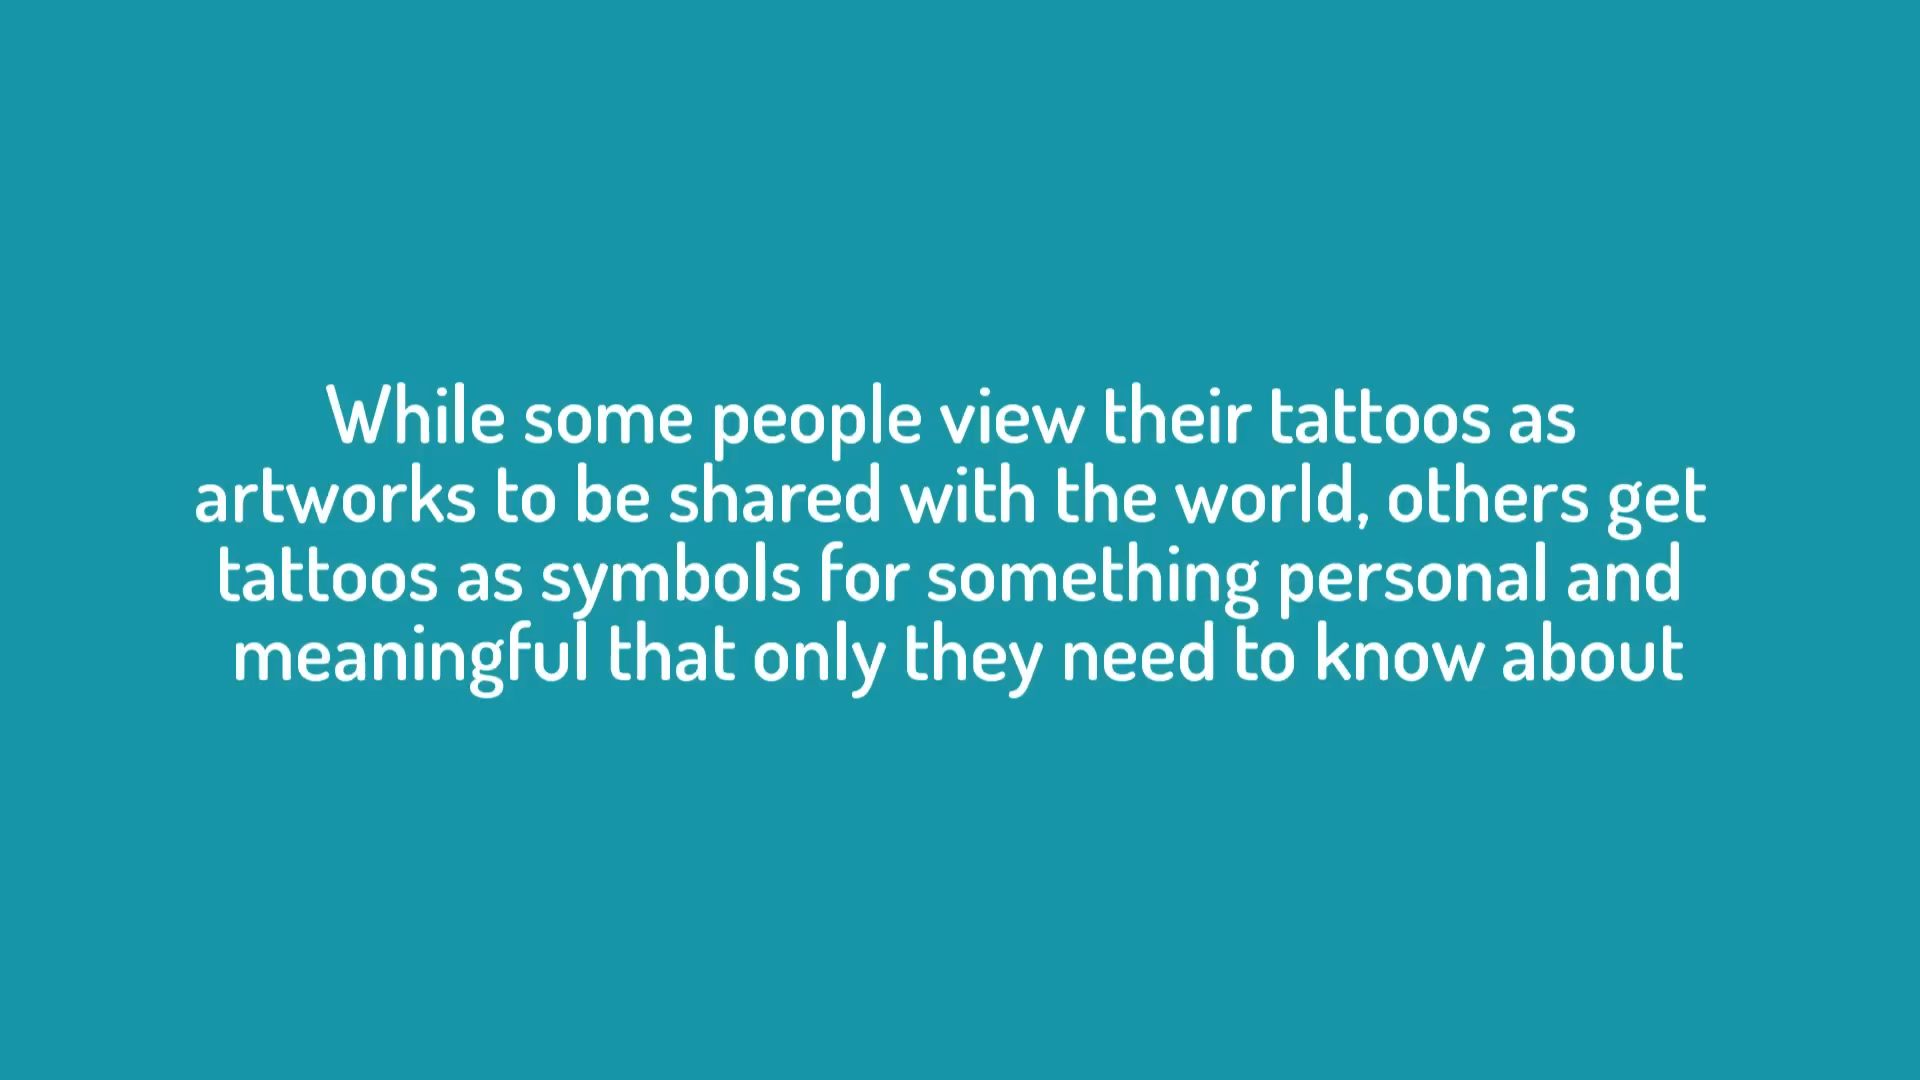 While some people view their tattoos as
artworks to be shared with the world, others get
tattoos as symbols for something personal and
meaningful that only they need to know about